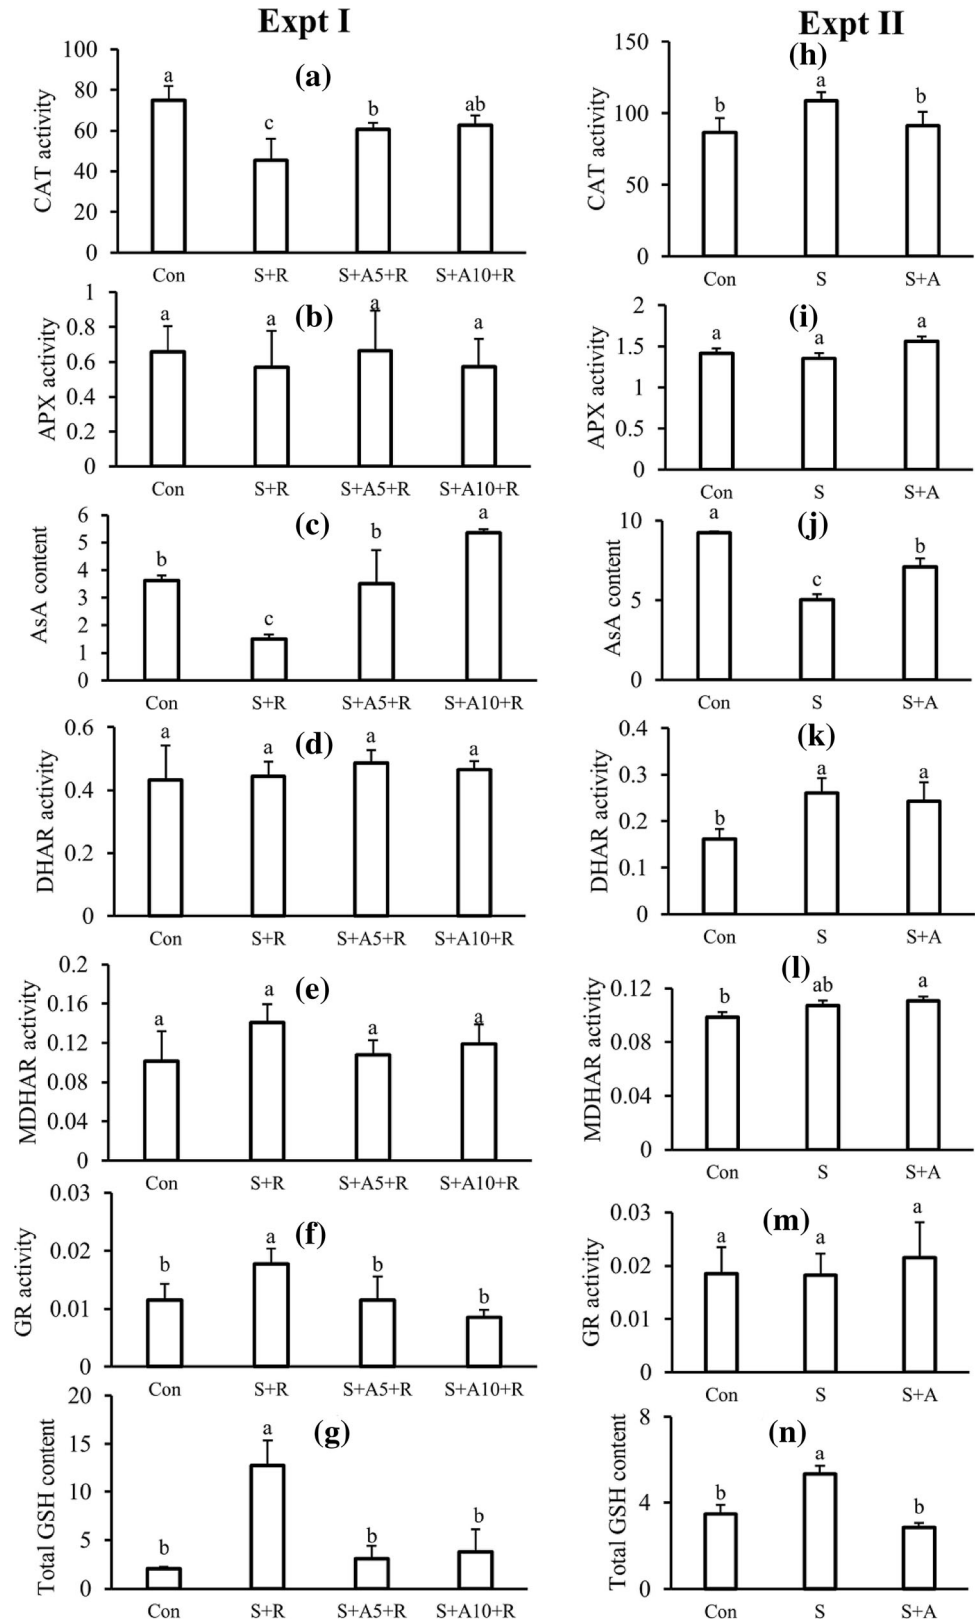 Expt I
Expt II
(a)
CAT activity
100
80
60
40
20
0
a
c
b
ab
Con S+R S+A5+R S+A10+R
(h)
CAT activity
150
100
50
0
b
a
b
Con S S+A
(b)
APX activity
1
0.8
0.6
0.4
0.2
0
a
a
a
a
Con S+R S+A5+R S+A10+R
(i)
APX activity
2
1.5
1
0.5
0
a
a
a
Con S S+A
(c)
AsA content
6
5
4
3
2
1
0
b
c
b
a
Con S+R S+A5+R S+A10+R
(j)
AsA content
10
5
0
a
c
b
Con S S+A
(d)
DHAR activity
0.6
0.4
0.2
0
a
a
a
a
Con S+R S+A5+R S+A10+R
(k)
DHAR activity
0.4
0.3
0.2
0.1
0
b
a
a
Con S S+A
(e)
MDHAR activity
0.2
0.16
0.12
0.08
0.04
0
a
a
a
a
Con S+R S+A5+R S+A10+R
(l)
MDHAR activity
0.12
0.08
0.04
0
b
ab
a
Con S S+A
(f)
GR activity
0.03
0.02
0.01
0
b
a
b
b
Con S+R S+A5+R S+A10+R
(m)
GR activity
0.03
0.02
0.01
0
a
a
a
Con S S+A
(g)
Total GSH content
20
15
10
5
0
b
a
b
b
Con S+R S+A5+R S+A10+R
(n)
Total GSH content
8
4
0
b
a
b
Con S S+A